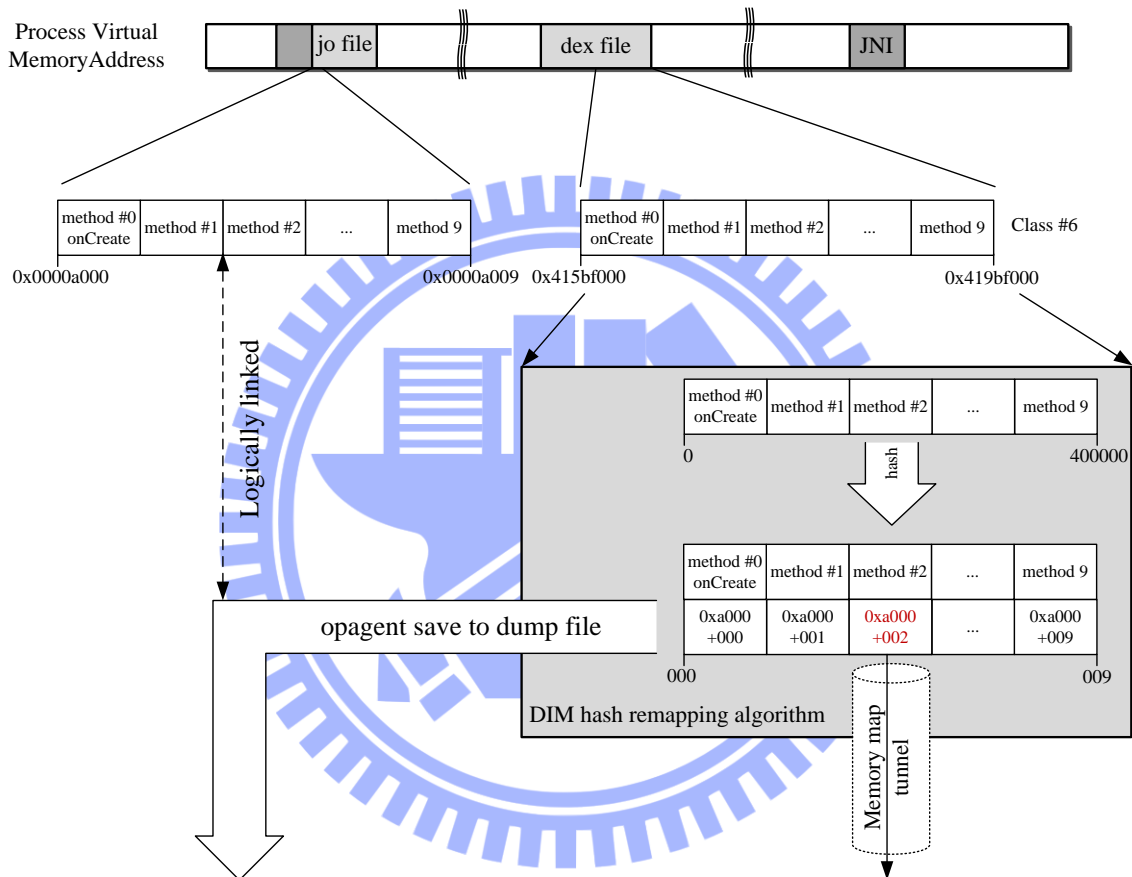 Process Virtual
MemoryAddress
jo file
dex file
JNI
method #0
onCreate
method #1
method #2
...
method 9
0x0000a000
0x0000a009
method #0
onCreate
method #1
method #2
...
method 9
Class #6
0x415bf000
0x419bf000
Logically linked
method #0
onCreate
method #1
method #2
...
method 9
0
400000
hash
method #0
onCreate
method #1
method #2
...
method 9
0xa000
+000
0xa000
+001
0xa000
+002
...
0xa000
+009
000
009
opagent save to dump file
DIM hash remapping algorithm
Memory map
tunnel